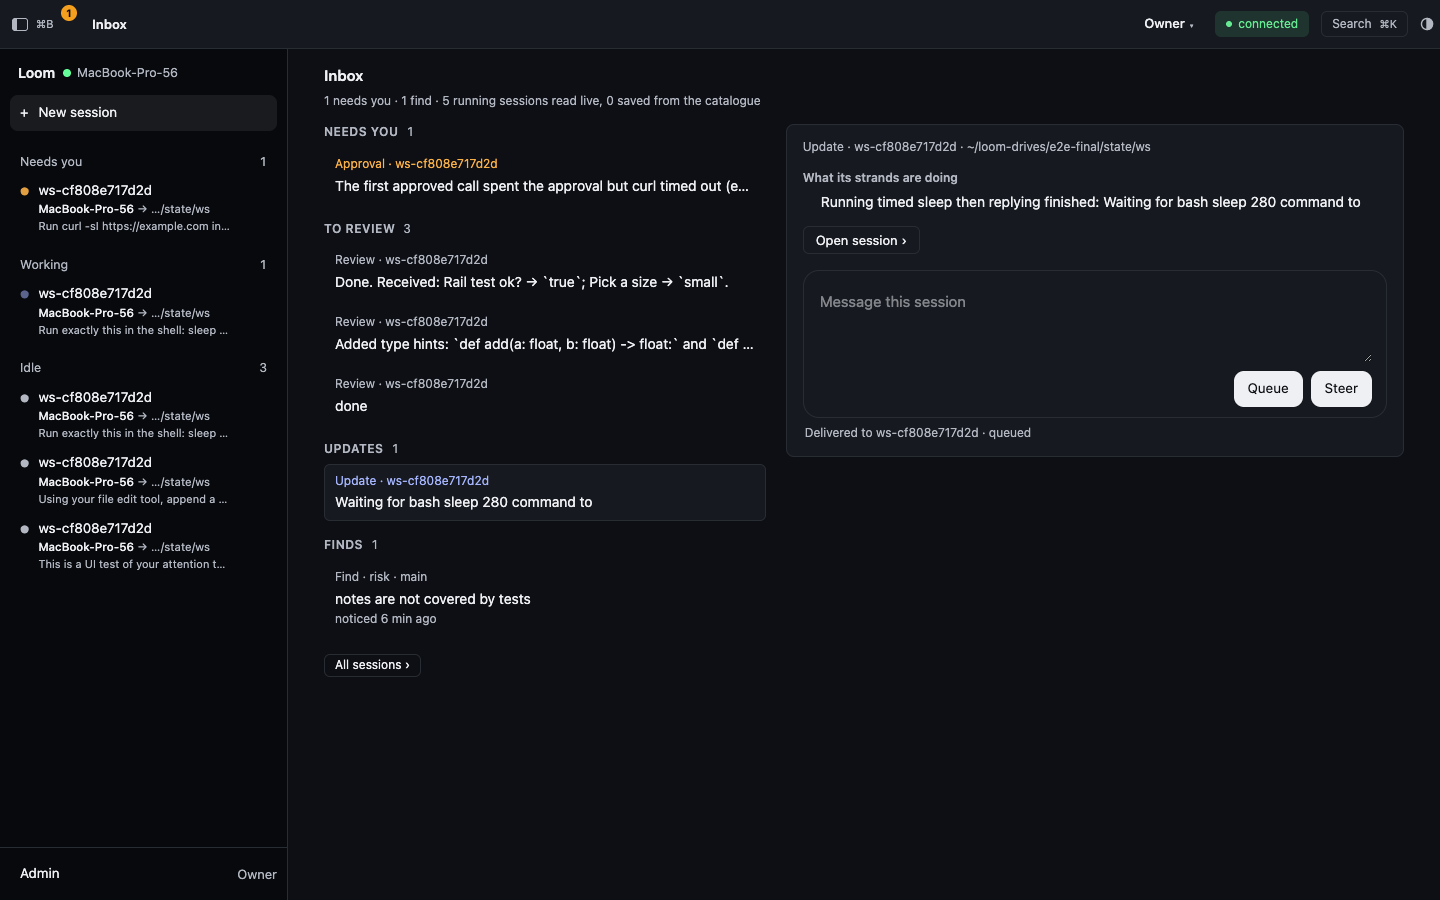 ⌘B
1
Inbox
Owner
connected
Search ⌘K
Loom MacBook-Pro-56
+ New session
Needs you 1
ws-cf808e717d2d
MacBook-Pro-56 → .../state/ws
Run curl -sI https://example.com in...
Working 1
ws-cf808e717d2d
MacBook-Pro-56 → .../state/ws
Run exactly this in the shell: sleep ...
Idle 3
ws-cf808e717d2d
MacBook-Pro-56 → .../state/ws
Run exactly this in the shell: sleep ...
ws-cf808e717d2d
MacBook-Pro-56 → .../state/ws
Using your file edit tool, append a ...
ws-cf808e717d2d
MacBook-Pro-56 → .../state/ws
This is a UI test of your attention t...
Admin Owner
Inbox
1 needs you · 1 find · 5 running sessions read live, 0 saved from the catalogue
NEEDS YOU 1
Approval · ws-cf808e717d2d
The first approved call spent the approval but curl timed out (e...
TO REVIEW 3
Review · ws-cf808e717d2d
Done. Received: Rail test ok? → `true`; Pick a size → `small`.
Review · ws-cf808e717d2d
Added type hints: `def add(a: float, b: float) -> float:` and `def ...
Review · ws-cf808e717d2d
done
UPDATES 1
Update · ws-cf808e717d2d
Waiting for bash sleep 280 command to
FINDS 1
Find · risk · main
notes are not covered by tests
noticed 6 min ago
All sessions ›
Update · ws-cf808e717d2d · ~/loom-drives/e2e-final/state/ws
What its strands are doing
Running timed sleep then replying finished: Waiting for bash sleep 280 command to
Open session ›
Message this session
Queue
Steer
Delivered to ws-cf808e717d2d · queued